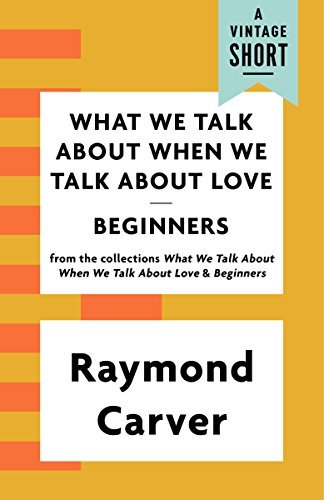 A
VINTAGE
SHORT
WHAT WE TALK
ABOUT WHEN WE
TALK ABOUT LOVE
BEGINNERS
from the collections What We Talk About
When We Talk About Love & Beginners
Raymond
Carver